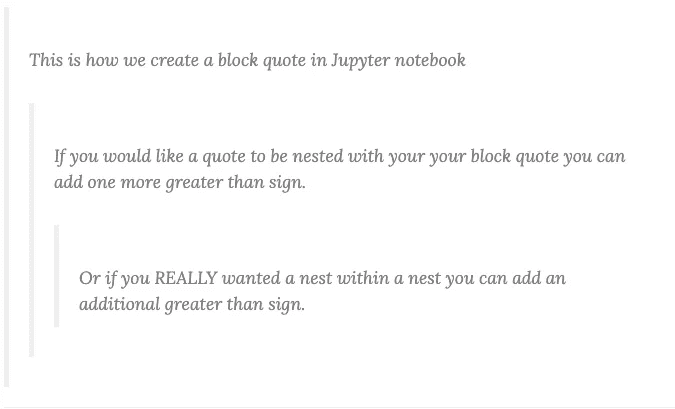 This is how we create a block quote in Jupyter notebook
If you would like a quote to be nested with your your block quote you can
add one more greater than sign.
Or if you REALLY wanted a nest within a nest you can add an
additional greater than sign.